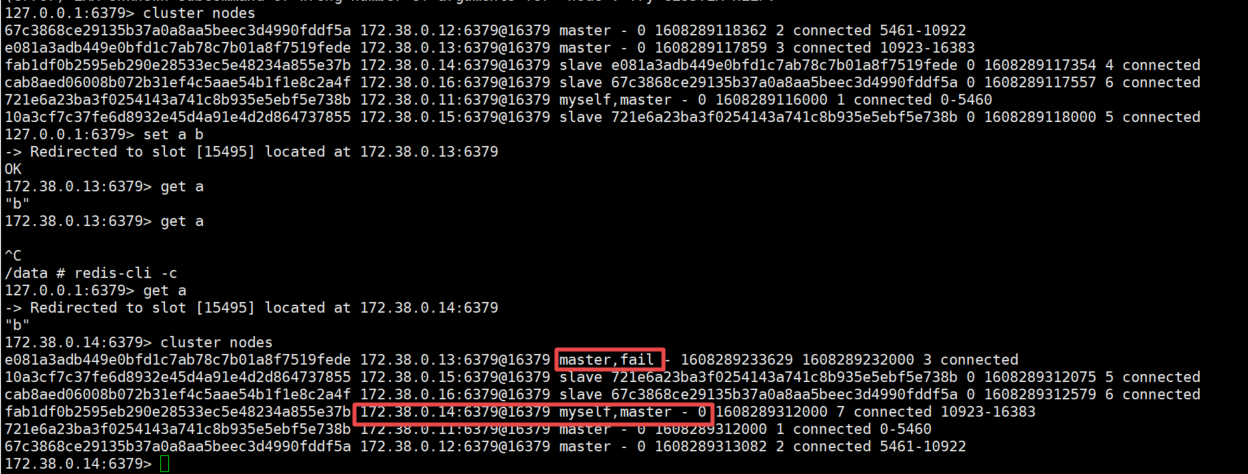 127.0.0.1:6379> cluster nodes
67c3868ce29135b37a0a8aa5beec3d4990fddf5a 172.38.0.12:6379@16379 master - 0 1608289118362 2 connected 5461-10922
e081a3adb449e0bfd1c7ab78c7b01a8f7519fede 172.38.0.13:6379@16379 master - 0 1608289117859 3 connected 10923-16383
fab1df0b2595eb290e28533ec5e48234a855e37b 172.38.0.14:6379@16379 slave e081a3adb449e0bfd1c7ab78c7b01a8f7519fede 0 1608289117354 4 connected
cab8aed06008b072b31ef4c5aae54b1f1e8c2a4f 172.38.0.16:6379@16379 slave 67c3868ce29135b37a0a8aa5beec3d4990fddf5a 0 1608289117557 6 connected
721e6a23ba3f0254143a741c8b935e5ebf5e738b 172.38.0.11:6379@16379 myself,master - 0 1608289116000 1 connected 0-5460
10a3cf7c37fe6d8932e45d4a91e4d2d864737855 172.38.0.15:6379@16379 slave 721e6a23ba3f0254143a741c8b935e5ebf5e738b 0 1608289118000 5 connected
127.0.0.1:6379> set a b
-> Redirected to slot [15495] located at 172.38.0.13:6379
OK
172.38.0.13:6379> get a
"b"
172.38.0.13:6379> get a
^C
/data # redis-cli -c
127.0.0.1:6379> get a
-> Redirected to slot [15495] located at 172.38.0.14:6379
"b"
172.38.0.14:6379> cluster nodes
e081a3adb449e0bfd1c7ab78c7b01a8f7519fede 172.38.0.13:6379@16379 master,fail - 1608289233629 1608289232000 3 connected
10a3cf7c37fe6d8932e45d4a91e4d2d864737855 172.38.0.15:6379@16379 slave 721e6a23ba3f0254143a741c8b935e5ebf5e738b 0 1608289312075 5 connected
cab8aed06008b072b31ef4c5aae54b1f1e8c2a4f 172.38.0.16:6379@16379 slave 67c3868ce29135b37a0a8aa5beec3d4990fddf5a 0 1608289312579 6 connected
fab1df0b2595eb290e28533ec5e48234a855e37b 172.38.0.14:6379@16379 myself,master - 0 1608289312000 7 connected 10923-16383
721e6a23ba3f0254143a741c8b935e5ebf5e738b 172.38.0.11:6379@16379 master - 0 1608289312000 1 connected 0-5460
67c3868ce29135b37a0a8aa5beec3d4990fddf5a 172.38.0.12:6379@16379 master - 0 1608289313082 2 connected 5461-10922
172.38.0.14:6379>